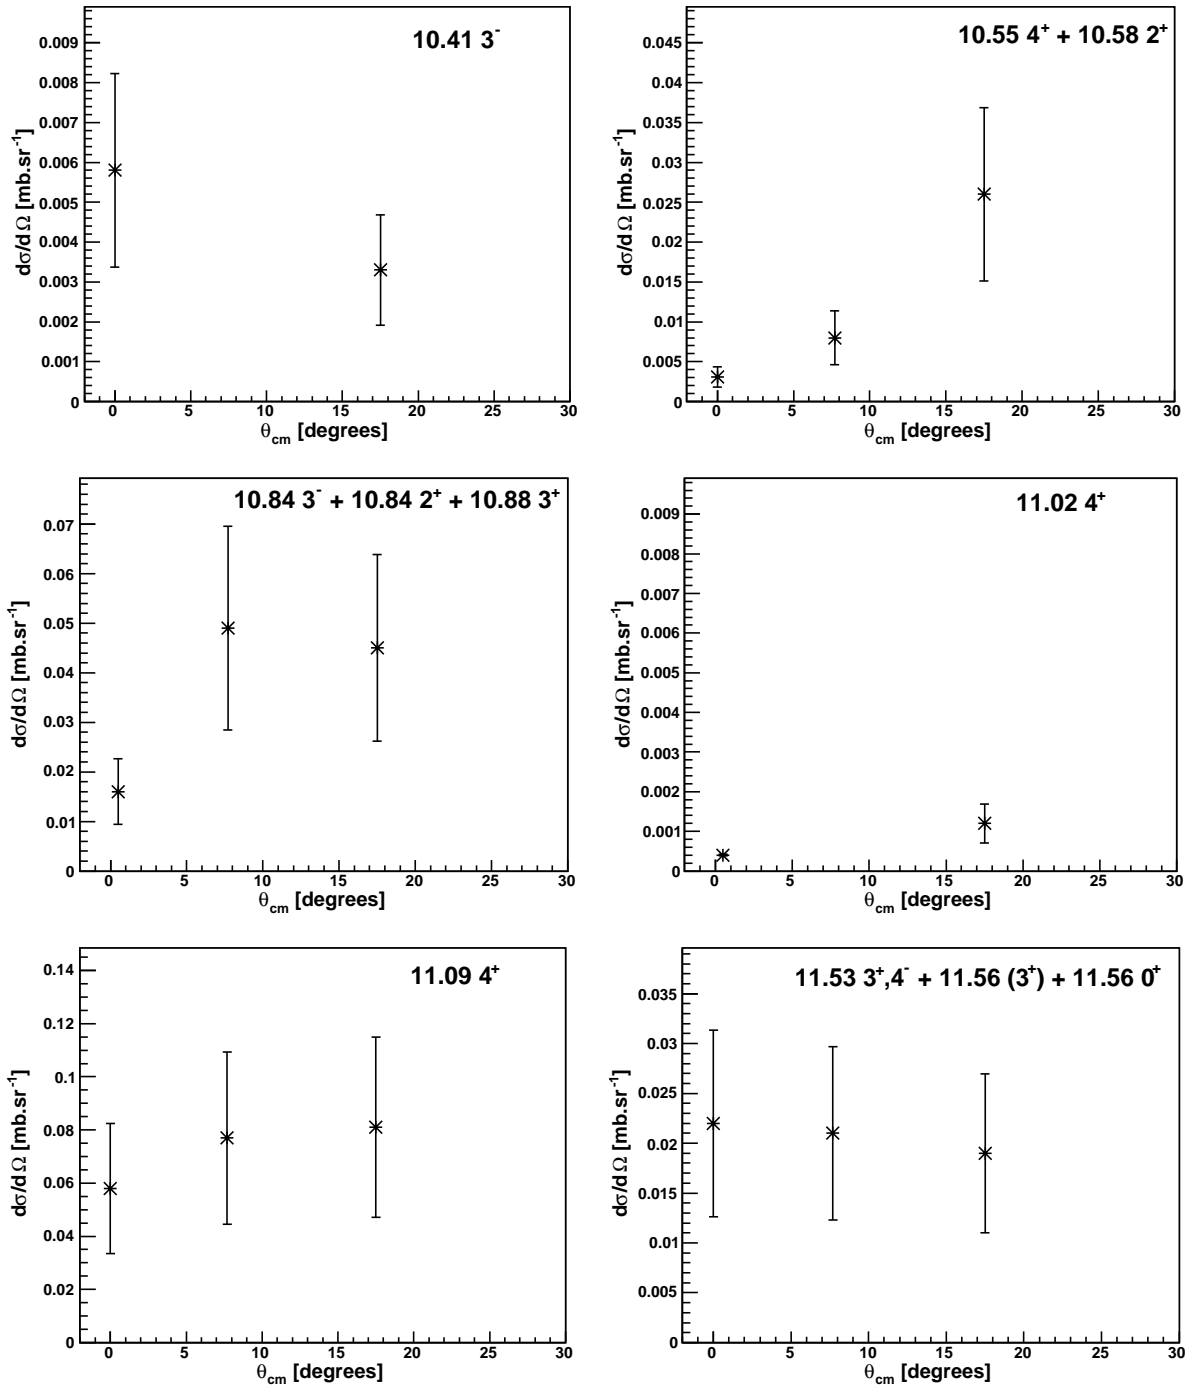 10.41 3⁻
dσ/dΩ [mb.sr⁻¹]
0.009
0.008
0.007
0.006
0.005
0.004
0.003
0.002
0.001
0
0 5 10 15 20 25 30
θcm [degrees]
10.55 4⁺ + 10.58 2⁺
dσ/dΩ [mb.sr⁻¹]
0.045
0.04
0.035
0.03
0.025
0.02
0.015
0.01
0.005
0
0 5 10 15 20 25 30
θcm [degrees]
10.84 3⁻ + 10.84 2⁺ + 10.88 3⁺
dσ/dΩ [mb.sr⁻¹]
0.07
0.06
0.05
0.04
0.03
0.02
0.01
0
0 5 10 15 20 25 30
θcm [degrees]
11.02 4⁺
dσ/dΩ [mb.sr⁻¹]
0.009
0.008
0.007
0.006
0.005
0.004
0.003
0.002
0.001
0
0 5 10 15 20 25 30
θcm [degrees]
11.09 4⁺
dσ/dΩ [mb.sr⁻¹]
0.14
0.12
0.1
0.08
0.06
0.04
0.02
0
0 5 10 15 20 25 30
θcm [degrees]
11.53 3⁺,4⁻ + 11.56 (3⁺) + 11.56 0⁺
dσ/dΩ [mb.sr⁻¹]
0.035
0.03
0.025
0.02
0.015
0.01
0.005
0
0 5 10 15 20 25 30
θcm [degrees]